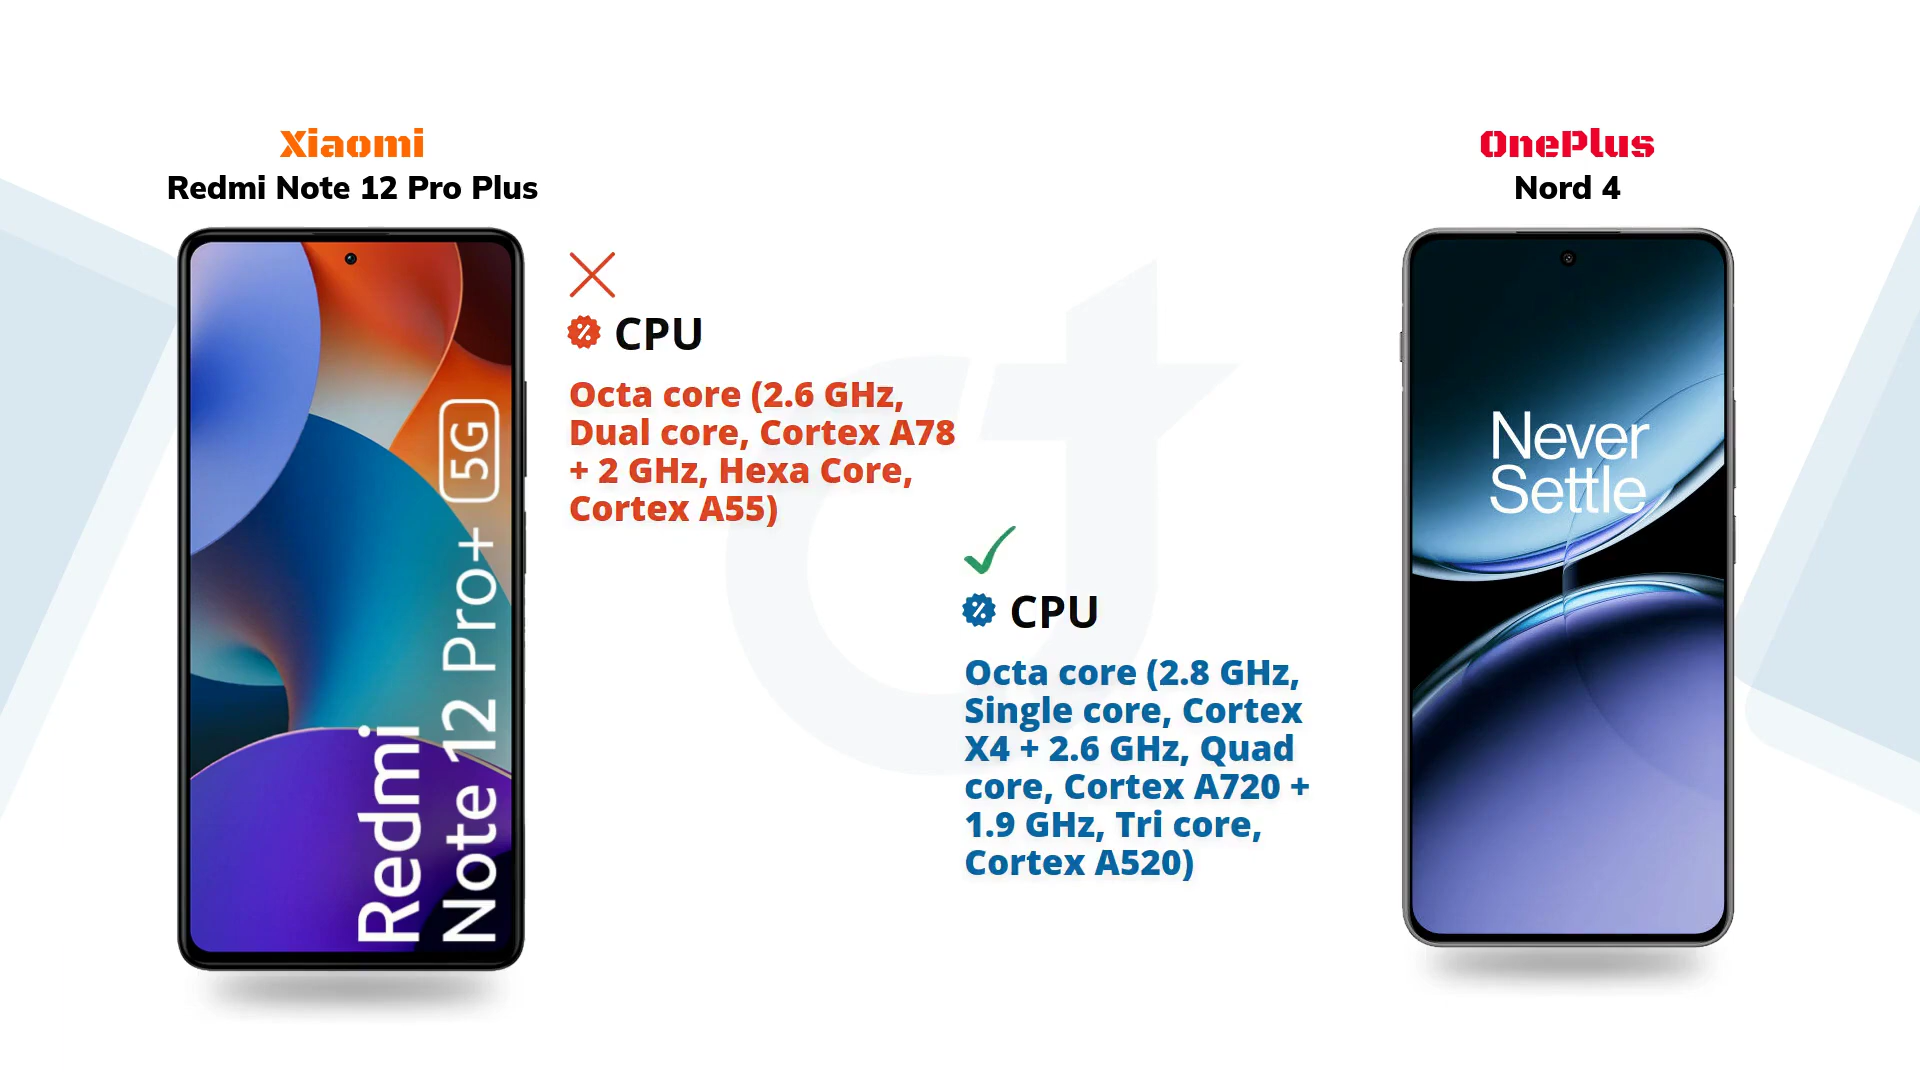 Xiaomi
Redmi Note 12 Pro Plus
Redmi
Note 12 Pro+ 5G
CPU
Octa core (2.6 GHz,
Dual core, Cortex A78
+ 2 GHz, Hexa Core,
Cortex A55)
CPU
Octa core (2.8 GHz,
Single core, Cortex
X4 + 2.6 GHz, Quad
core, Cortex A720 +
1.9 GHz, Tri core,
Cortex A520)
OnePlus
Nord 4
Never
Settle